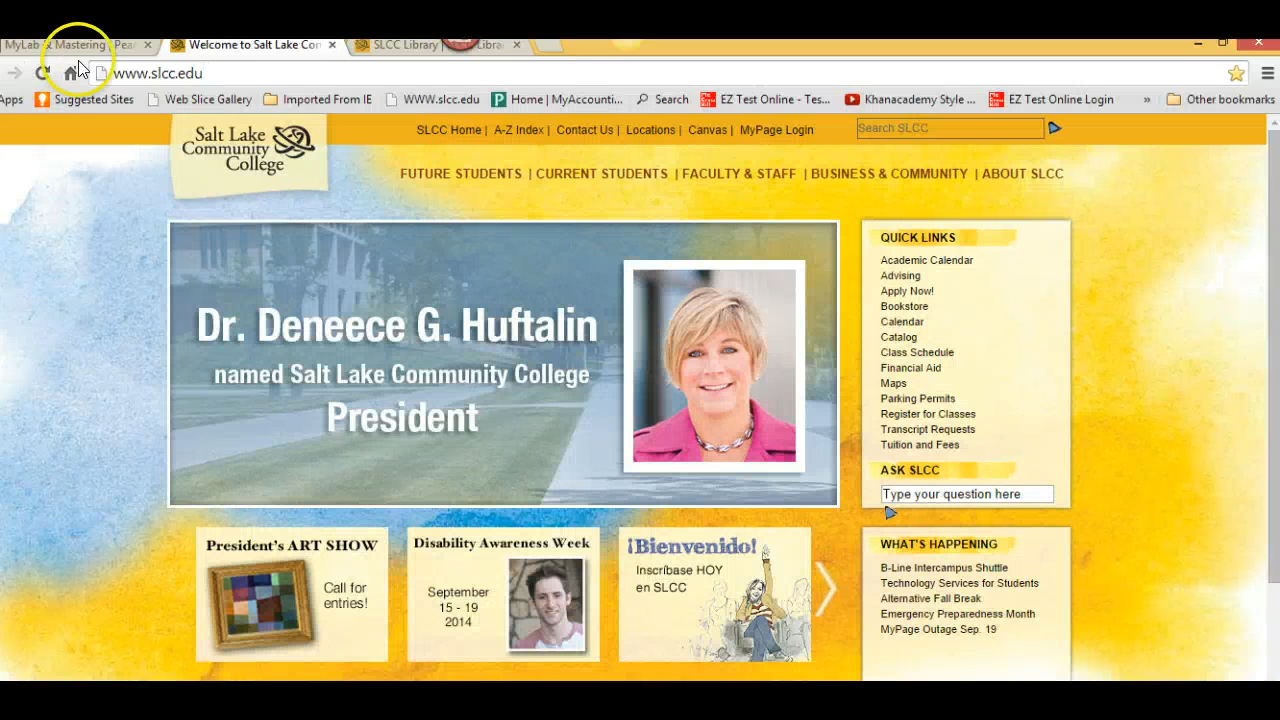 MyLab & Mastering | Pea
Welcome to Salt Lake Com
SLCC Library |
Libra
www.slcc.edu
Apps
Suggested Sites
Web Slice Gallery
Imported From IE
WWW.slcc.edu
Home | MyAccounti...
Search
EZ Test Online - Tes...
Khanacademy Style ...
EZ Test Online Login
»
Other bookmarks
Salt Lake
Community
College
SLCC Home | A-Z Index | Contact Us | Locations | Canvas | MyPage Login
Search SLCC
FUTURE STUDENTS | CURRENT STUDENTS | FACULTY & STAFF | BUSINESS & COMMUNITY | ABOUT SLCC
Dr. Deneece G. Huftalin
named Salt Lake Community College
President
QUICK LINKS
Academic Calendar
Advising
Apply Now!
Bookstore
Calendar
Catalog
Class Schedule
Financial Aid
Maps
Parking Permits
Register for Classes
Transcript Requests
Tuition and Fees
ASK SLCC
Type your question here
President's ART SHOW
Call for
entries!
Disability Awareness Week
September
15 - 19
2014
¡Bienvenido!
Inscríbase HOY
en SLCC
WHAT'S HAPPENING
B-Line Intercampus Shuttle
Technology Services for Students
Alternative Fall Break
Emergency Preparedness Month
MyPage Outage Sep. 19